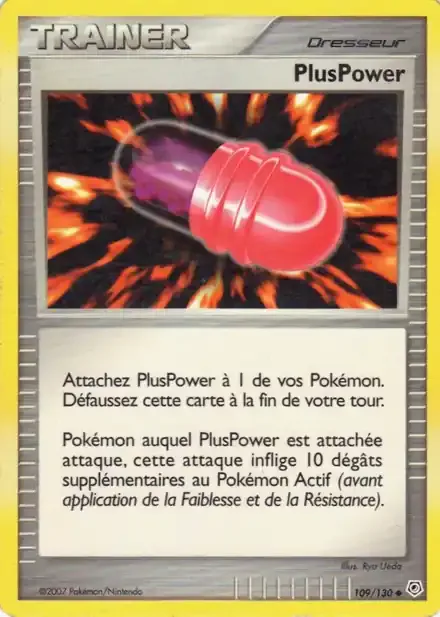 TRAINER
Dresseur
PlusPower
Attachez PlusPower à 1 de vos Pokémon.
Défaussez cette carte à la fin de votre tour.
Pokémon auquel PlusPower est attachée
attaque, cette attaque inflige 10 dégâts
supplémentaires au Pokémon Actif (avant
application de la Faiblesse et de la Résistance).
Illus. Ryo Ueda
©2007 Pokémon/Nintendo
109/130